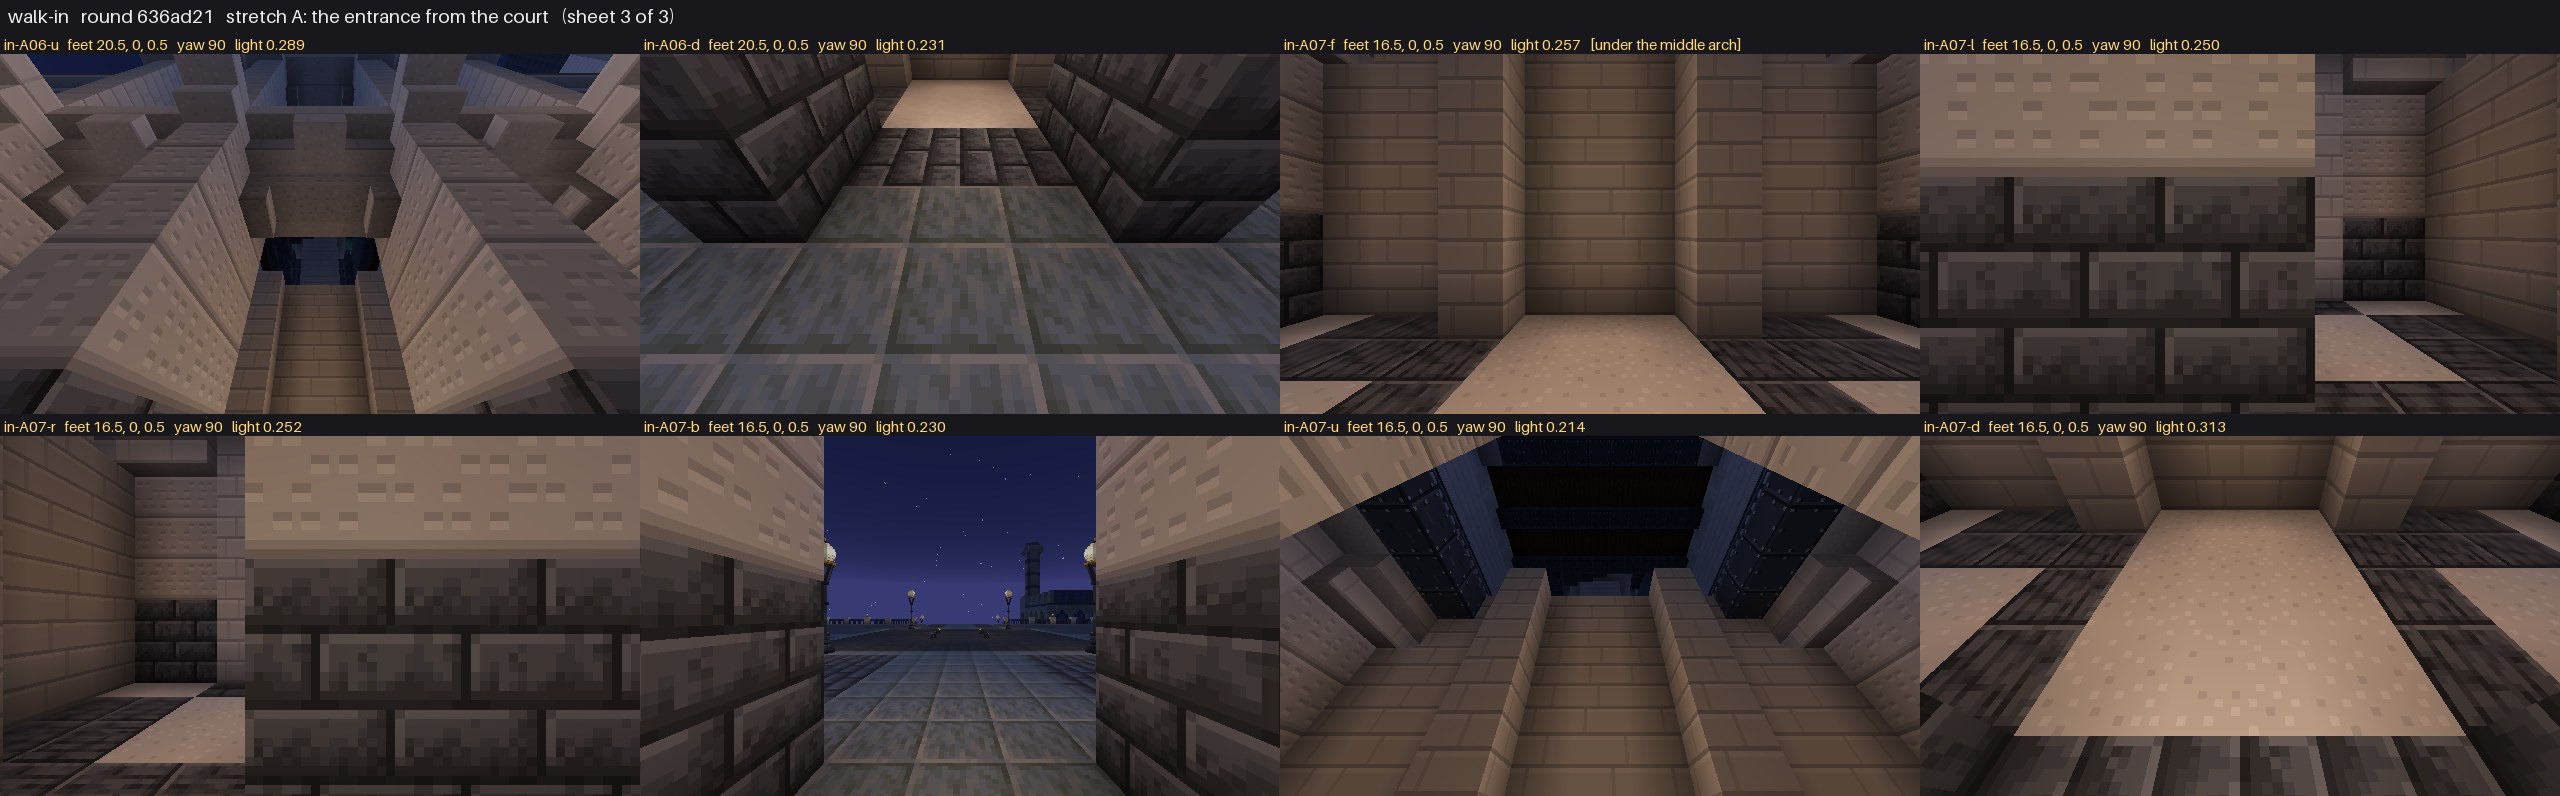 walk-in round 636ad21 stretch A: the entrance from the court (sheet 3 of 3)
in-A06-u feet 20.5, 0, 0.5 yaw 90 light 0.289
in-A06-d feet 20.5, 0, 0.5 yaw 90 light 0.231
in-A07-f feet 16.5, 0, 0.5 yaw 90 light 0.257 [under the middle arch]
in-A07-l feet 16.5, 0, 0.5 yaw 90 light 0.250
in-A07-r feet 16.5, 0, 0.5 yaw 90 light 0.252
in-A07-b feet 16.5, 0, 0.5 yaw 90 light 0.230
in-A07-u feet 16.5, 0, 0.5 yaw 90 light 0.214
in-A07-d feet 16.5, 0, 0.5 yaw 90 light 0.313